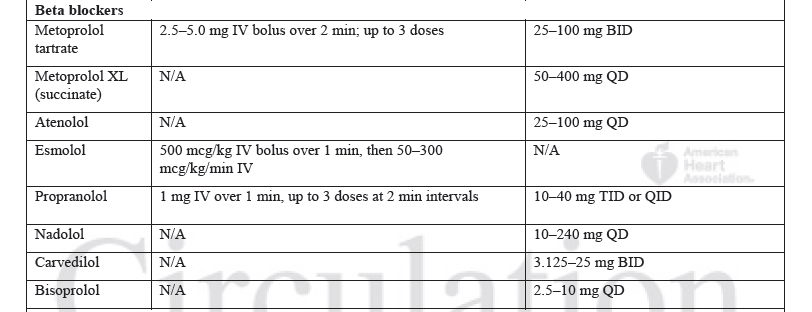 Beta blockers
Metoprolol 2.5–5.0 mg IV bolus over 2 min; up to 3 doses 25–100 mg BID
tartrate
Metoprolol XL N/A 50–400 mg QD
(succinate)
Atenolol N/A 25–100 mg QD
Esmolol 500 mcg/kg IV bolus over 1 min, then 50–300 N/A
mcg/kg/min IV
American
Heart
Association.
Propranolol 1 mg IV over 1 min, up to 3 doses at 2 min intervals 10–40 mg TID or QID
Nadolol N/A 10–240 mg QD
Carvedilol N/A 3.125–25 mg BID
Bisoprolol N/A 2.5–10 mg QD
Circulation